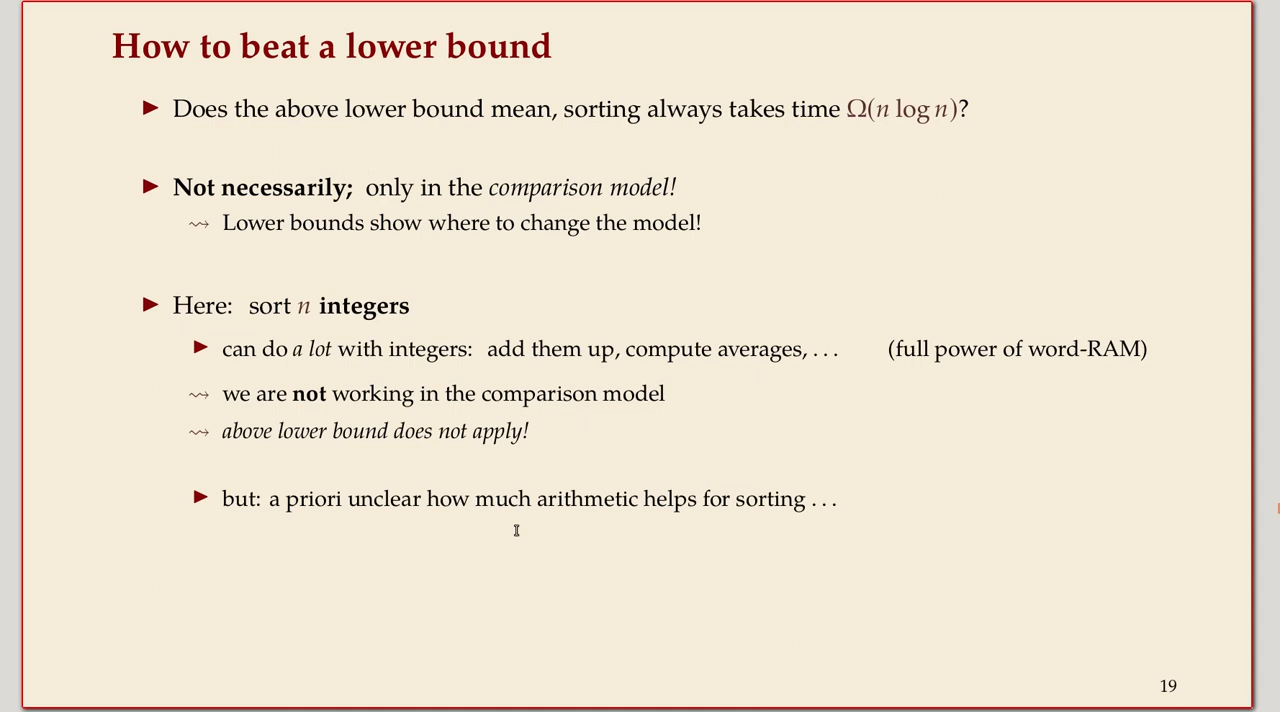 How to beat a lower bound
▶ Does the above lower bound mean, sorting always takes time Ω(n log n)?
▶ Not necessarily; only in the comparison model!
⇝ Lower bounds show where to change the model!
▶ Here: sort n integers
▶ can do a lot with integers: add them up, compute averages, . . . (full power of word-RAM)
⇝ we are not working in the comparison model
⇝ above lower bound does not apply!
▶ but: a priori unclear how much arithmetic helps for sorting . . .
19